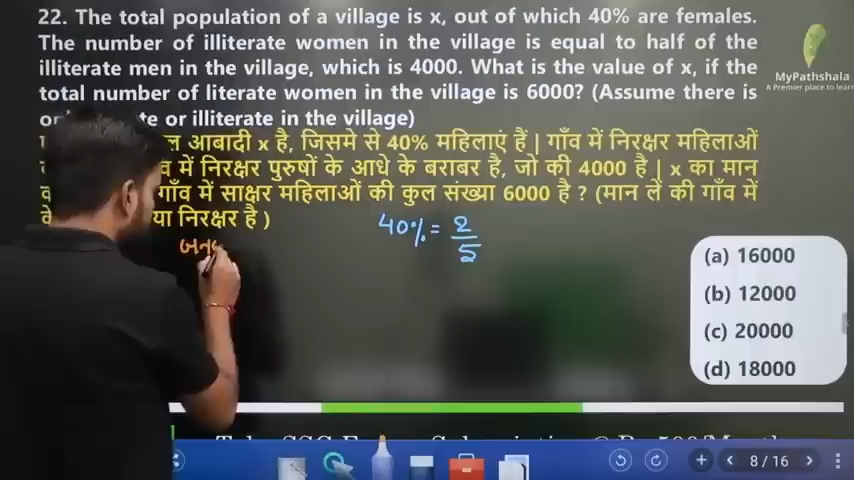 22. The total population of a village is x, out of which 40% are females.
The number of illiterate women in the village is equal to half of the
illiterate men in the village, which is 4000. What is the value of x, if the
total number of literate women in the village is 6000? (Assume there is
te or illiterate in the village)
आबादी x है, जिसमे से 40% महिलाएं हैं | गाँव में निरक्षर महिलाओं
में निरक्षर पुरुषों के आधे के बराबर है, जो की 4000 है | x का मान
गाँव में साक्षर महिलाओं की कुल संख्या 6000 है ? (मान लें की गाँव में
या निरक्षर है )
40% = 2/5
(a) 16000
(b) 12000
(c) 20000
(d) 18000
MyPathshala
A Premier place to learn
8 / 16